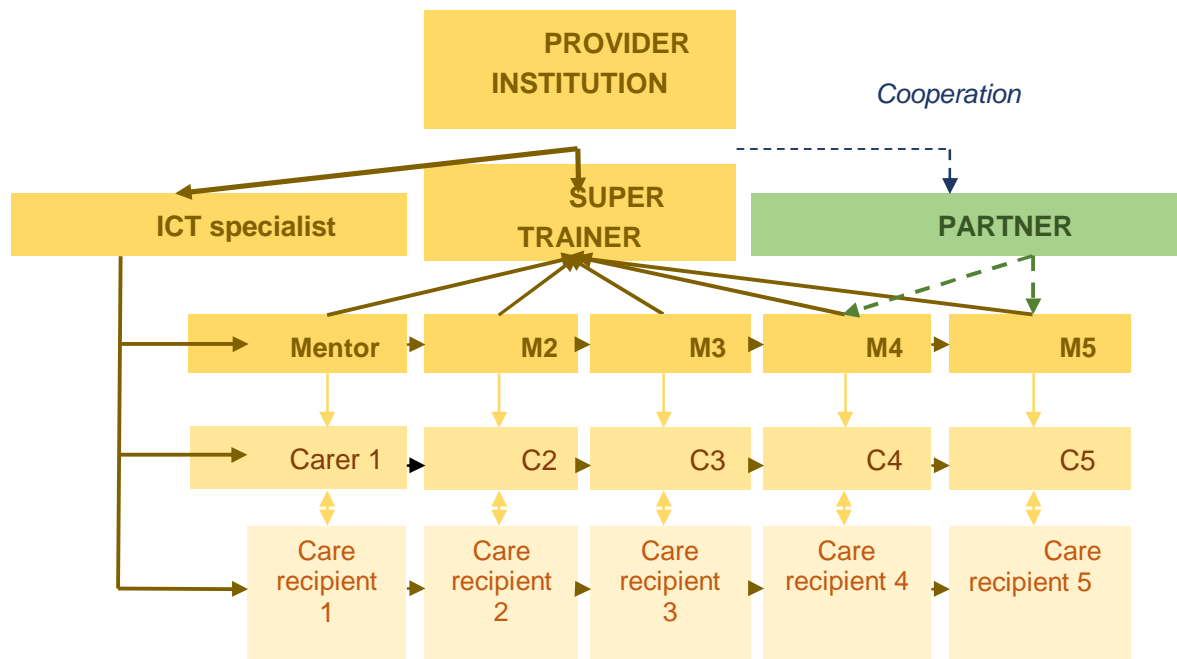 PROVIDER
INSTITUTION
Cooperation
ICT specialist
SUPER
TRAINER
PARTNER
Mentor
M2
M3
M4
M5
Carer 1
C2
C3
C4
C5
Care
recipient
1
Care
recipient
2
Care
recipient
3
Care
recipient 4
Care
recipient 5